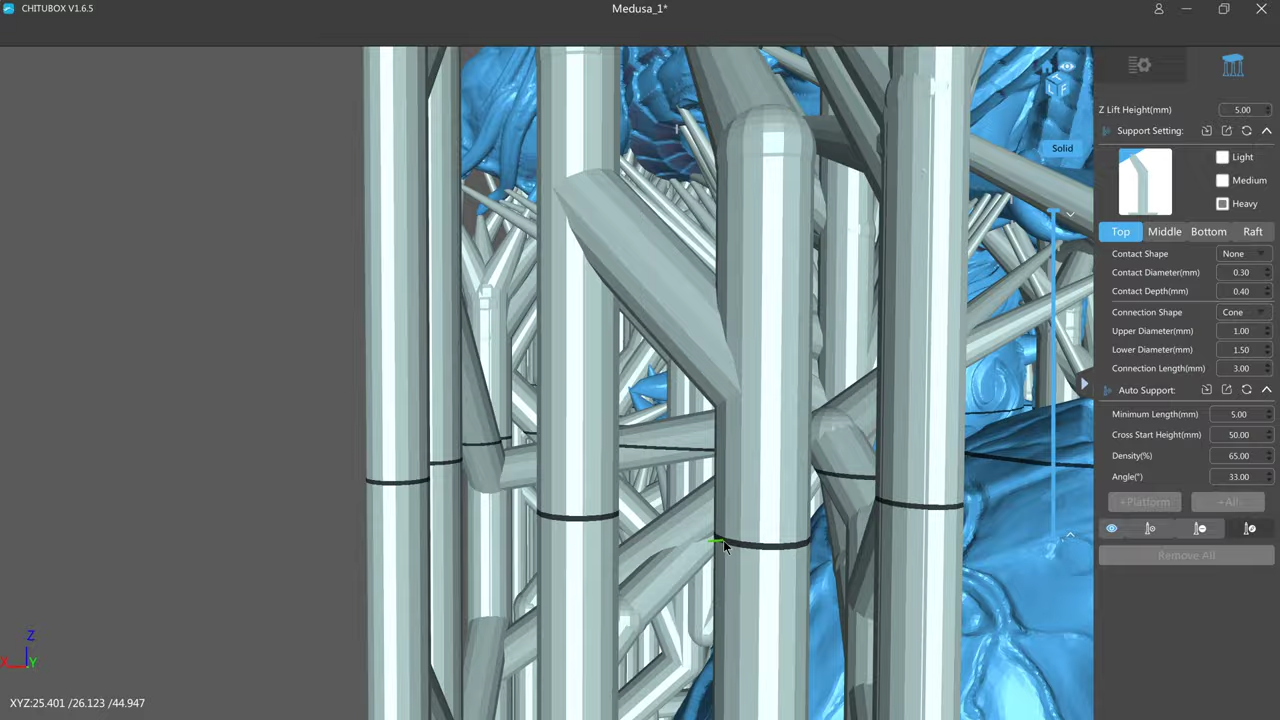 CHITUBOX V1.6.5
Medusa_1*
Z Lift Height(mm) 5.00
Support Setting:
Solid
Light
Medium
Heavy
Top Middle Bottom Raft
Contact Shape None
Contact Diameter(mm) 0.30
Contact Depth(mm) 0.40
Connection Shape Cone
Upper Diameter(mm) 1.00
Lower Diameter(mm) 1.50
Connection Length(mm) 3.00
Auto Support:
Minimum Length(mm) 5.00
Cross Start Height(mm) 50.00
Density(%) 65.00
Angle(°) 33.00
+Platform +All
Remove All
Z
X Y
XYZ:25.401 /26.123 /44.947